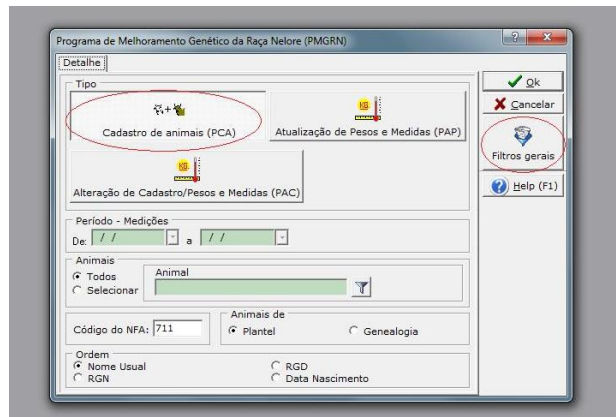 Programa de Melhoramento Genético da Raça Nelore (PMGRN)
Detalhe
Tipo
Cadastro de animais (PCA)
KG.
Atualização de Pesos e Medidas (PAP)
KG.
Alteração de Cadastro/Pesos e Medidas (PAC)
Período - Medições
De: / / a / /
Animais
Todos
Selecionar
Animal
Código do NFA: 711
Animais de
Plantel
Genealogia
Ordem
Nome Usual
RGD
RGN
Data Nascimento
Ok
Cancelar
Filtros gerais
Help (F1)